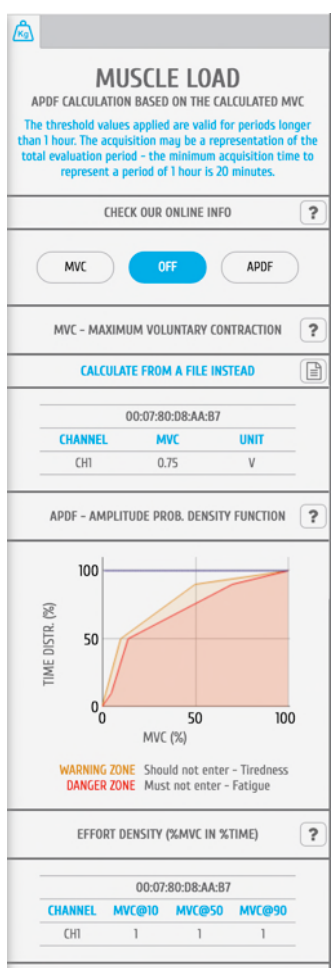 Kg
MUSCLE LOAD
APDF CALCULATION BASED ON THE CALCULATED MVC
The threshold values applied are valid for periods longer
than 1 hour. The acquisition may be a representation of the
total evaluation period - the minimum acquisition time to
represent a period of 1 hour is 20 minutes.
CHECK OUR ONLINE INFO ?
MVC OFF APDF
MVC - MAXIMUM VOLUNTARY CONTRACTION ?
CALCULATE FROM A FILE INSTEAD
00:07:80:D8:AA:B7
CHANNEL MVC UNIT
CH1 0.75 V
APDF - AMPLITUDE PROB. DENSITY FUNCTION ?
TIME DISTR. (%)
100
50
0
0 50 100
MVC (%)
WARNING ZONE Should not enter - Tiredness
DANGER ZONE Must not enter - Fatigue
EFFORT DENSITY (%MVC IN %TIME) ?
00:07:80:D8:AA:B7
CHANNEL MVC@10 MVC@50 MVC@90
CH1 1 1 1